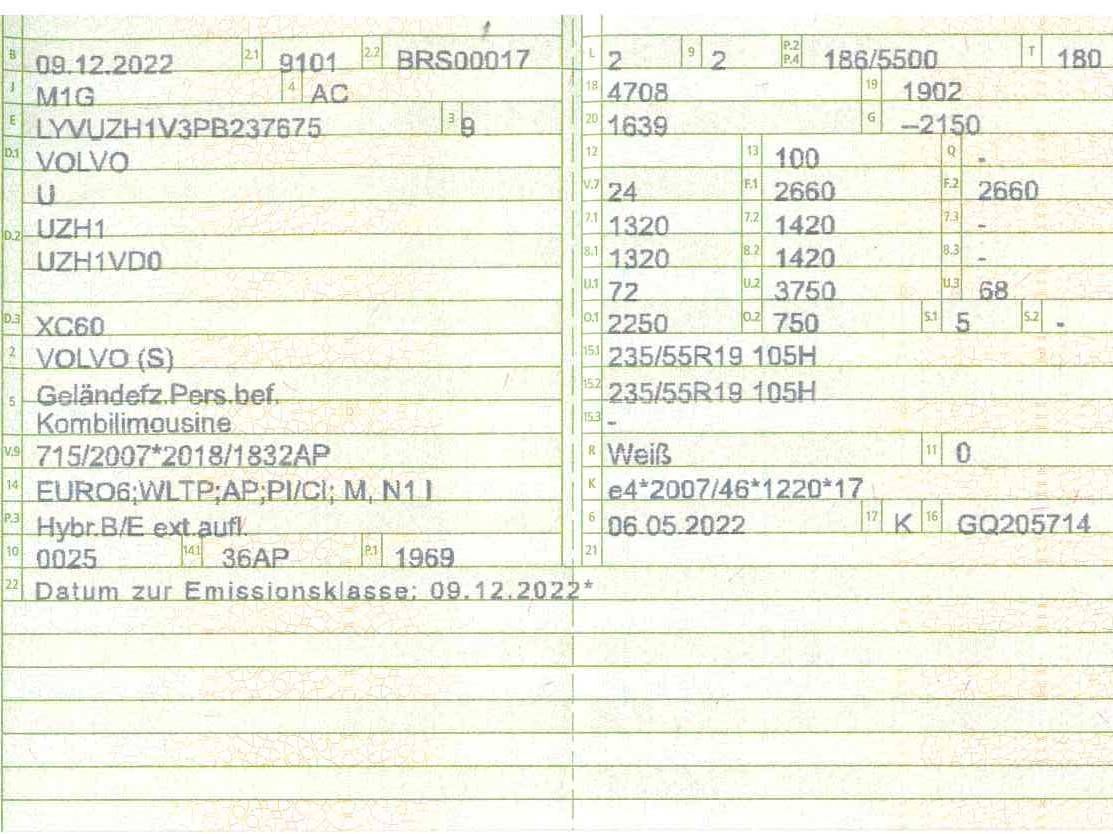 B 09.12.2022 2.1 9101 2.2 BRS00017
J M1G 4 AC
E LYVUZH1V3PB237675 3 9
D.1 VOLVO
U
D.2 UZH1
UZH1VD0
D.3 XC60
2 VOLVO (S)
5 Geländefz.Pers.bef.
Kombilimousine
V.9 715/2007*2018/1832AP
14 EURO6;WLTP;AP;PI/CI; M, N1 I
P.3 Hybr.B/E ext.aufl.
10 0025 14.1 36AP P.1 1969
22 Datum zur Emissionsklasse: 09.12.2022*
L 2 9 2 P.2 P.4 186/5500 T 180
18 4708 19 1902
20 1639 G –2150
12 13 100 Q -
V.7 24 F.1 2660 F.2 2660
7.1 1320 7.2 1420 7.3 -
8.1 1320 8.2 1420 8.3 -
U.1 72 U.2 3750 U.3 68
O.1 2250 O.2 750 S.1 5 S.2 -
15.1 235/55R19 105H
15.2 235/55R19 105H
15.3 -
R Weiß 11 0
K e4*2007/46*1220*17
6 06.05.2022 17 K 16 GQ205714
21